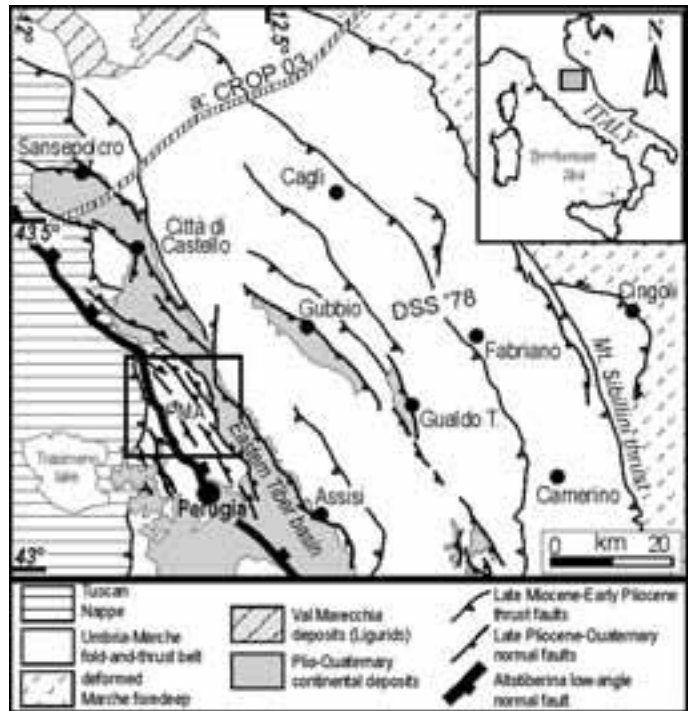 12°
12.5°
a: CROP 03
N
ITALY
Sansepolcro
Cagli
43.5°
Città di
Castello
DSS '78
Cingoli
Gubbio
Fabriano
Mt. Sibillini thrust
MA
Gualdo T.
Eastern Tiber basin
Trasimeno
lake
Camerino
Perugia
Assisi
43°
0 km 20
Tuscan
Nappe
Umbria-Marche
fold-and-thrust belt
deformed
Marche foredeep
Val Marecchia
deposits (Ligurids)
Plio-Quaternary
continental deposits
Late Miocene-Early Pliocene
thrust faults
Late Pliocene-Quaternary
normal faults
Altotiberina low-angle
normal fault